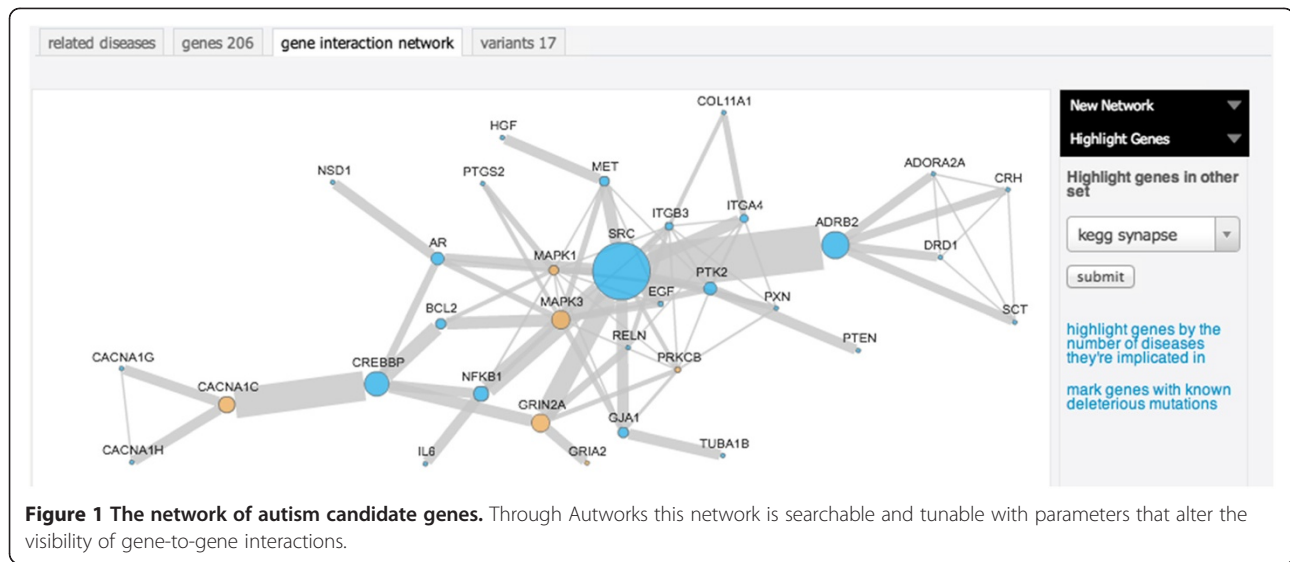 related diseases
genes 206
gene interaction network
variants 17
COL11A1
HGF
NSD1
PTGS2
MET
ADORA2A
CRH
ITGB3
ITGA4
SRC
ADRB2
AR
MAPK1
DRD1
PTK2
EGF
MAPK3
PXN
BCL2
SCT
RELN
PTEN
PRKCB
CACNA1G
CREBBP
NFKB1
CACNA1C
GRIN2A
GJA1
CACNA1H
IL6
GRIA2
TUBA1B
New Network
Highlight Genes
Highlight genes in other
set
kegg synapse
submit
highlight genes by the
number of diseases
they're implicated in
mark genes with known
deleterious mutations
Figure 1 The network of autism candidate genes. Through Autworks this network is searchable and tunable with parameters that alter the
visibility of gene-to-gene interactions.